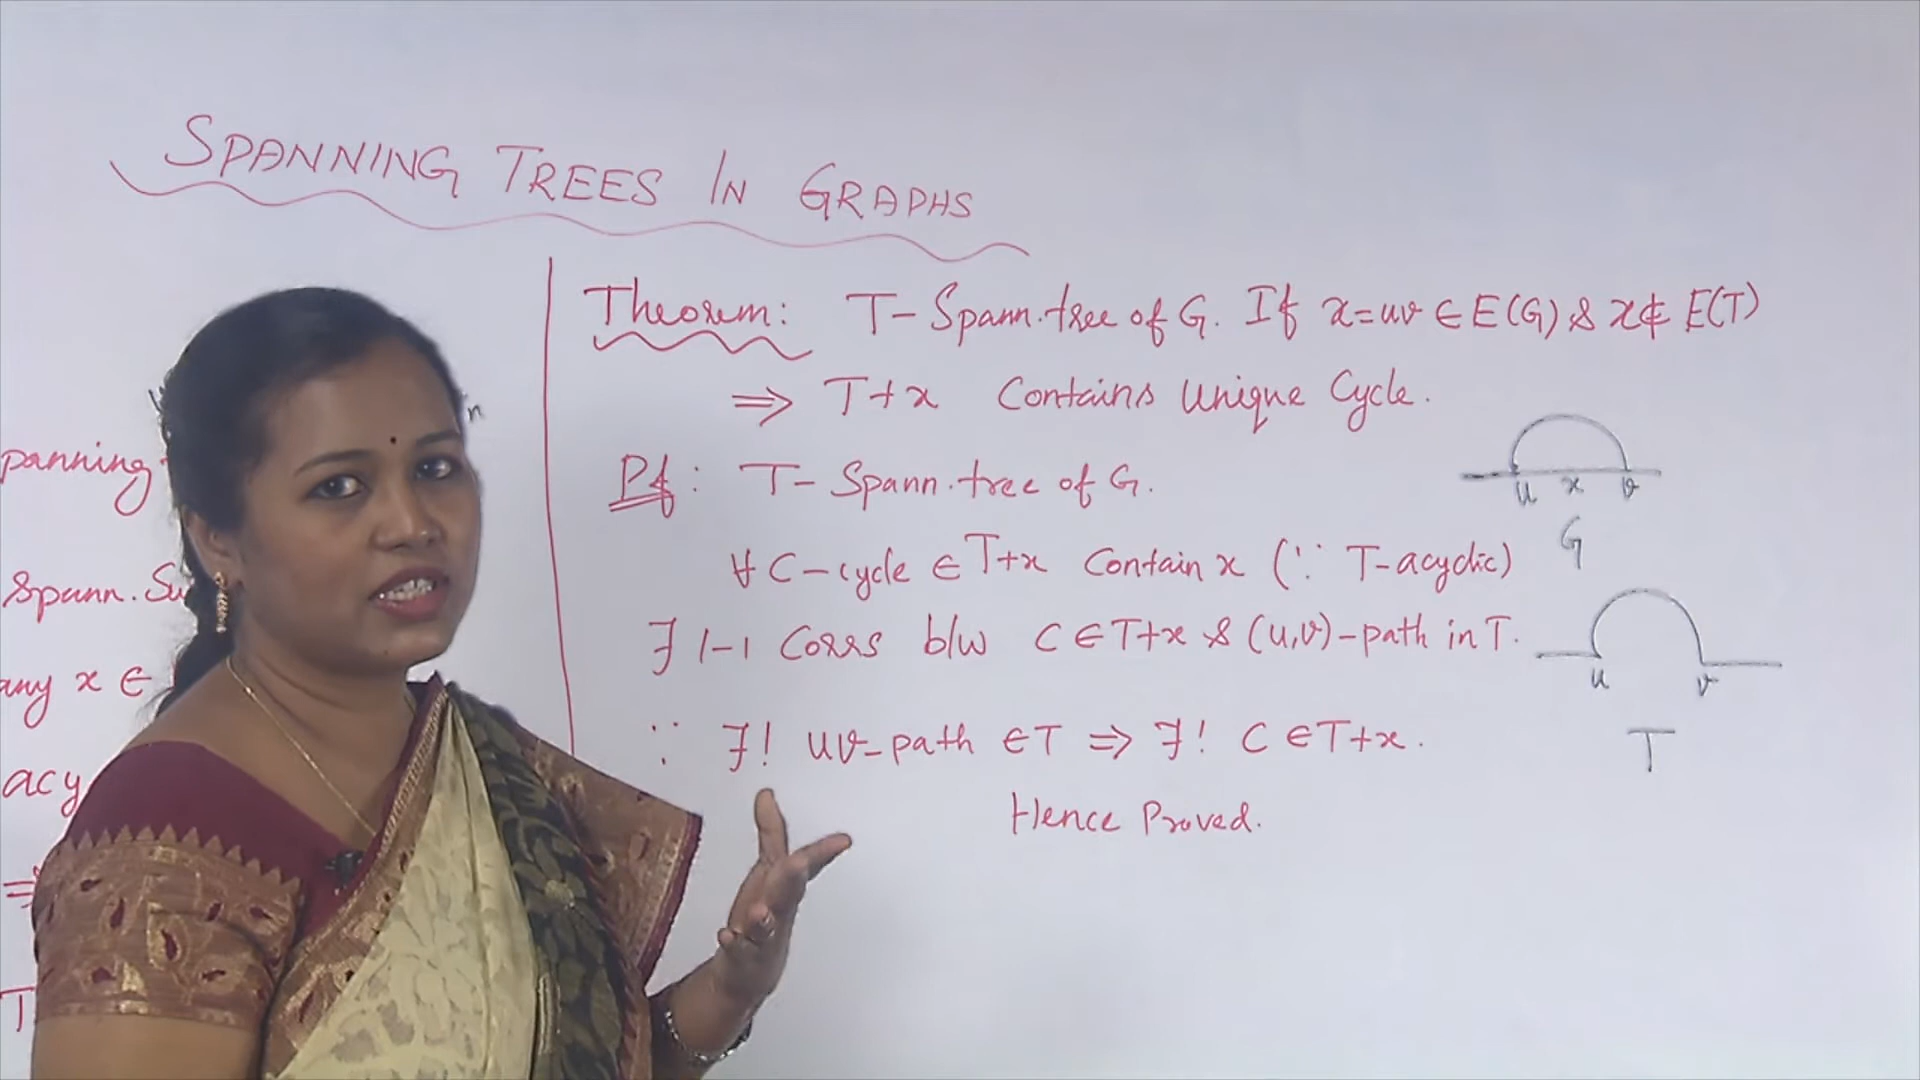 SPANNING TREES IN GRAPHS
panning
Spann. Su
any x ∈
acy
⇒
T
n
Theorem: T- Spann.tree of G. If x=uv ∈ E(G) & x∉ E(T)
⇒ T+x Contains Unique Cycle.
Pf: T- Spann.tree of G.
∀ C-cycle ∈ T+x Contain x (∵ T-acyclic)
∃ 1-1 Corrs b/w C∈T+x & (u,v)-path in T.
∵ ∃! uv-path ∈T ⇒ ∃! C ∈T+x.
Hence Proved.
u x v
G
u v
T